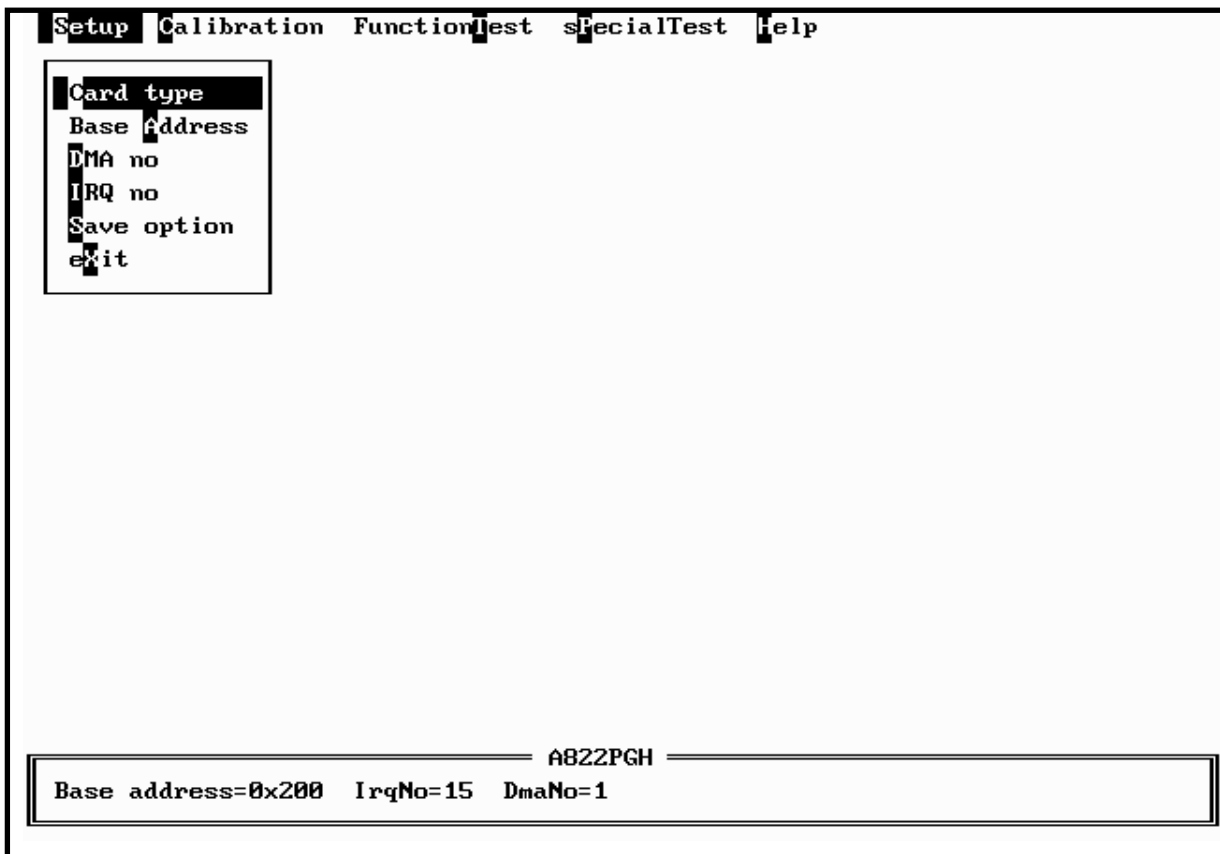 Setup Calibration FunctionTest sPecialTest Help
Card type
Base Address
DMA no
IRQ no
Save option
eXit
A822PGH
Base address=0x200 IrqNo=15 DmaNo=1